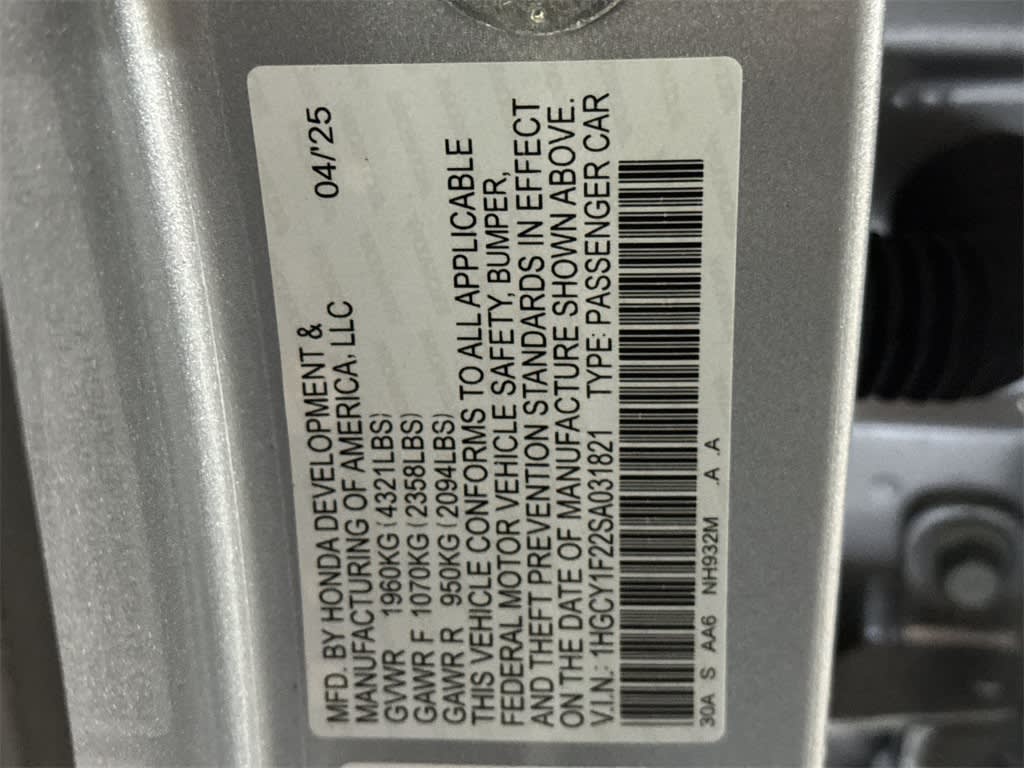 MFD. BY HONDA DEVELOPMENT & 04/'25
MANUFACTURING OF AMERICA, LLC
GVWR 1960KG (4321LBS)
GAWR F 1070KG (2358LBS)
GAWR R 950KG (2094LBS)
THIS VEHICLE CONFORMS TO ALL APPLICABLE
FEDERAL MOTOR VEHICLE SAFETY, BUMPER,
AND THEFT PREVENTION STANDARDS IN EFFECT
ON THE DATE OF MANUFACTURE SHOWN ABOVE.
V.I.N.: 1HGCY1F22SA031821 TYPE: PASSENGER CAR
30A S AA6 NH932M .A .A